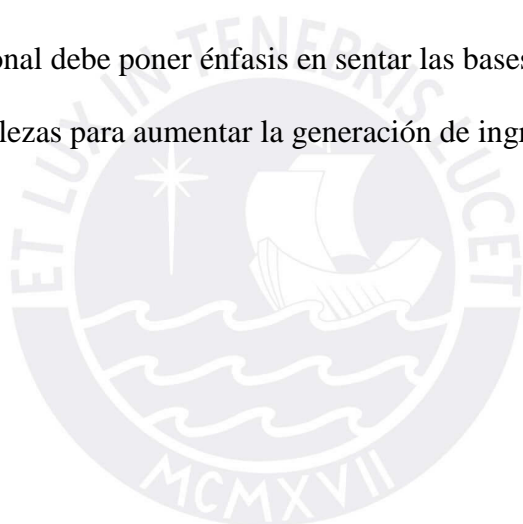 onal debe poner énfasis en sentar las bases
lezas para aumentar la generación de ingr
ET LUX IN TENEBRIS LUCET
MCMXVII